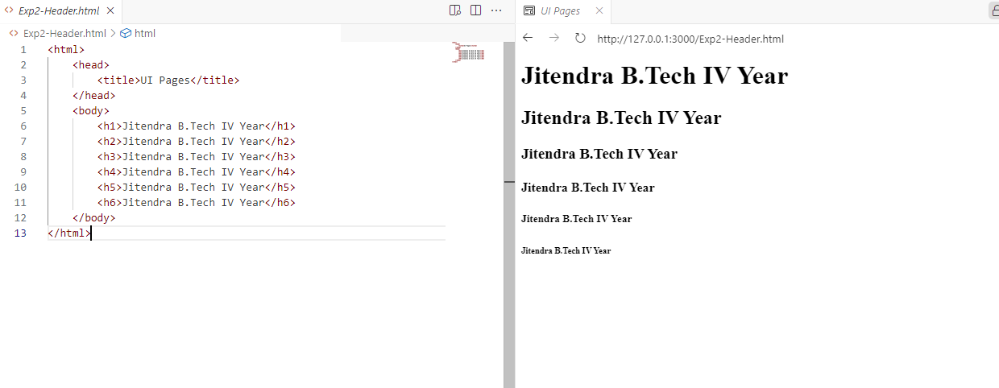 Exp2-Header.html
Exp2-Header.html > html
1 <html>
2 <head>
3 <title>UI Pages</title>
4 </head>
5 <body>
6 <h1>Jitendra B.Tech IV Year</h1>
7 <h2>Jitendra B.Tech IV Year</h2>
8 <h3>Jitendra B.Tech IV Year</h3>
9 <h4>Jitendra B.Tech IV Year</h4>
10 <h5>Jitendra B.Tech IV Year</h5>
11 <h6>Jitendra B.Tech IV Year</h6>
12 </body>
13 </html>
UI Pages
http://127.0.0.1:3000/Exp2-Header.html
Jitendra B.Tech IV Year
Jitendra B.Tech IV Year
Jitendra B.Tech IV Year
Jitendra B.Tech IV Year
Jitendra B.Tech IV Year
Jitendra B.Tech IV Year